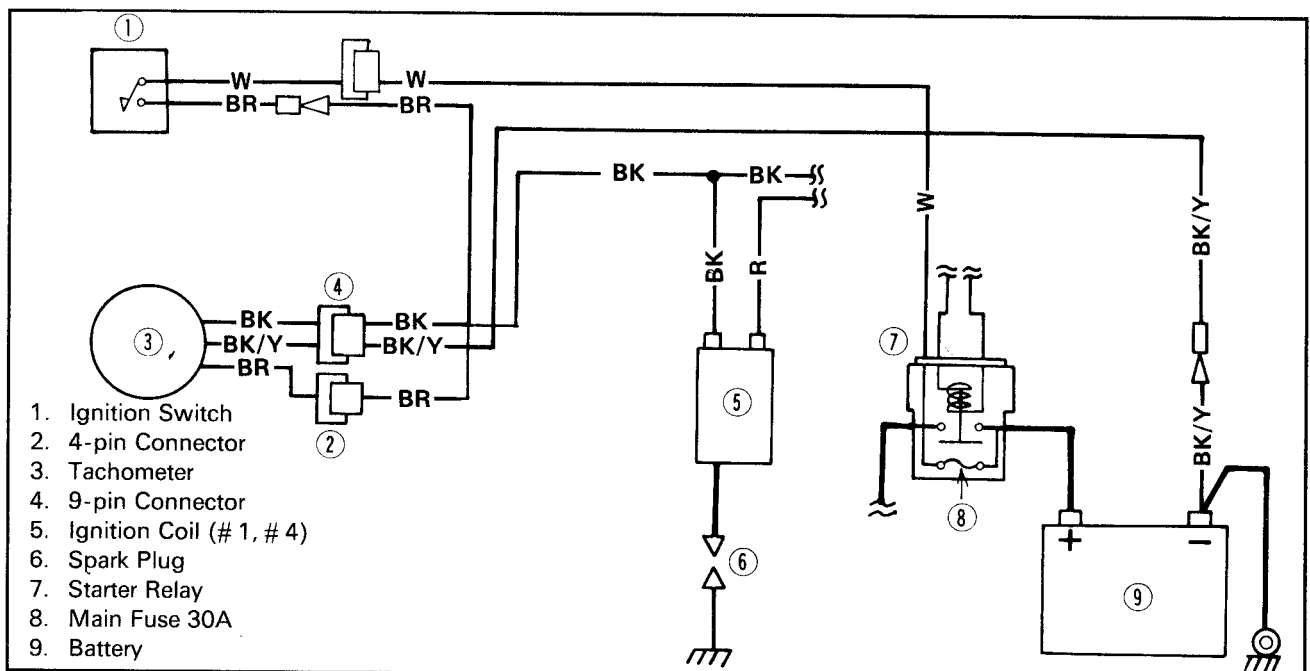 ①
W
W
BR
BR
BK
BK
W
BK/Y
BK
R
④
③
BK
BK
BK/Y
BK/Y
BR
BR
②
⑦
⑤
BK/Y
⑧
⑥
+
−
⑨
1. Ignition Switch
2. 4-pin Connector
3. Tachometer
4. 9-pin Connector
5. Ignition Coil (#1, #4)
6. Spark Plug
7. Starter Relay
8. Main Fuse 30A
9. Battery